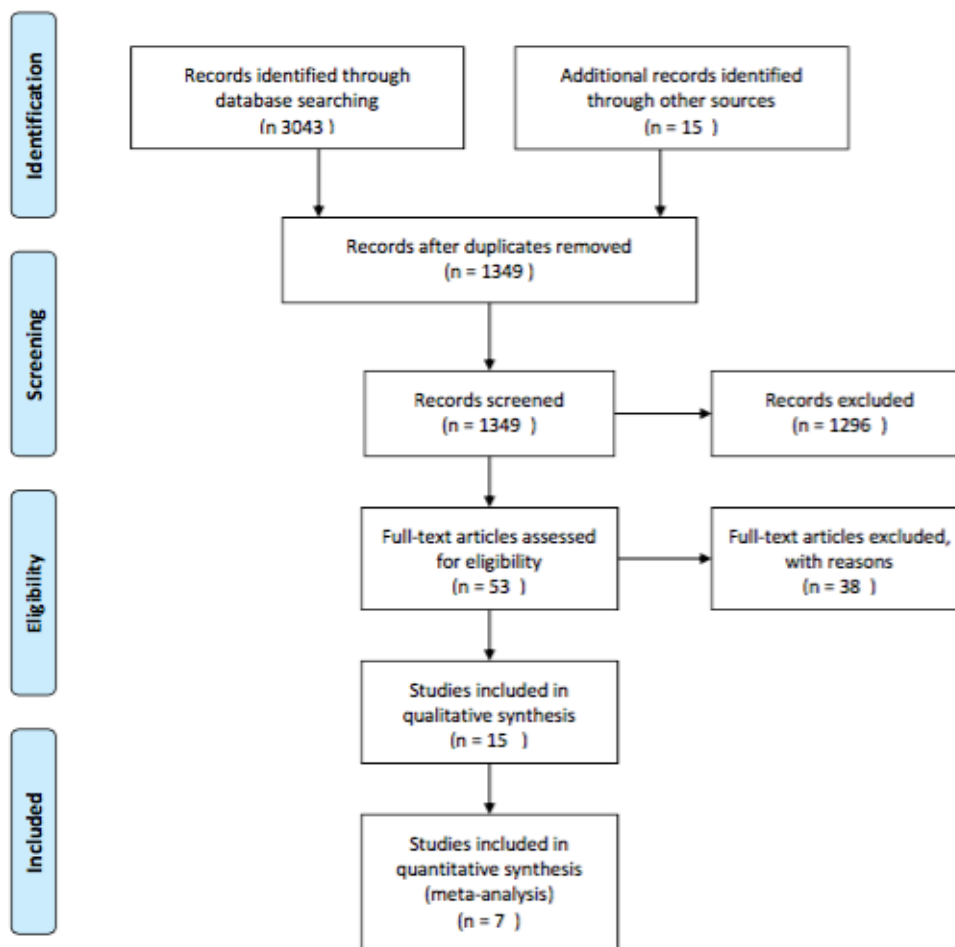 Identification
Records identified through
database searching
(n 3043 )
Additional records identified
through other sources
(n = 15 )
Records after duplicates removed
(n = 1349 )
Screening
Records screened
(n = 1349 )
Records excluded
(n = 1296 )
Eligibility
Full-text articles assessed
for eligibility
(n = 53 )
Full-text articles excluded,
with reasons
(n = 38 )
Studies included in
qualitative synthesis
(n = 15 )
Included
Studies included in
quantitative synthesis
(meta-analysis)
(n = 7 )